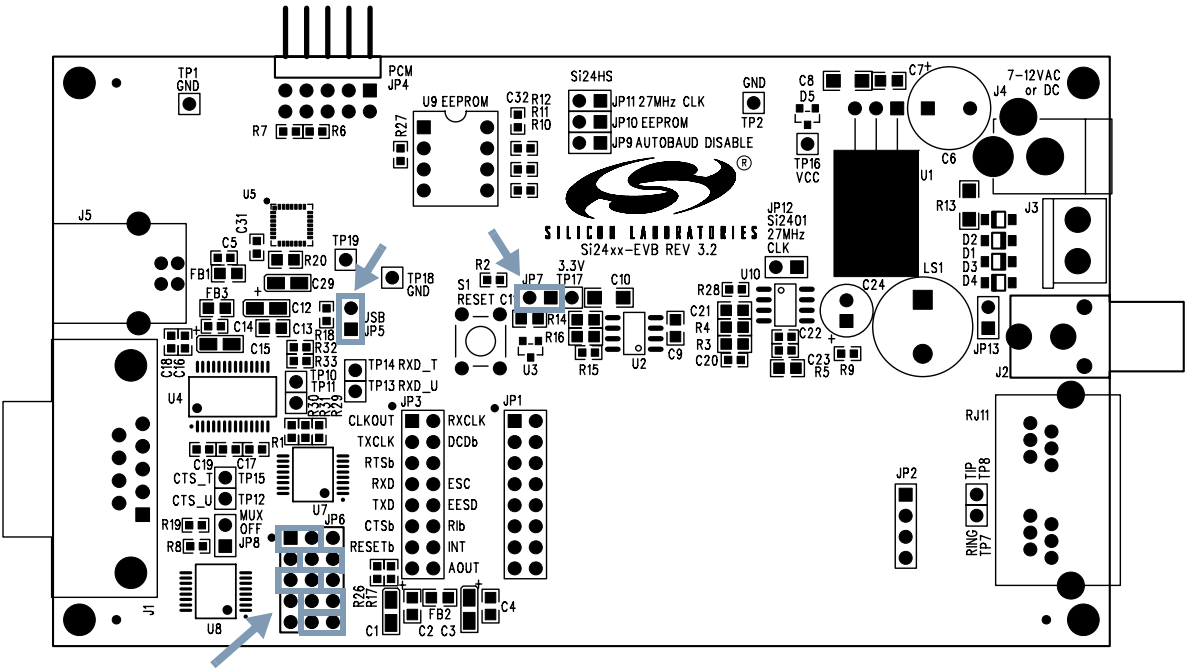 PCM
JP4
TP1
GND
R7
R6
U9 EEPROM
R27
C32
R12
R11
R10
Si24HS
JP11 27MHz CLK
JP10 EEPROM
JP9 AUTOBAUD DISABLE
GND
TP2
C8
D5
TP16
VCC
C7
+
C6
7-12VAC
or DC
J4
U1
R13
J3
D2
D1
D3
D4
®
SILICON LABORATORIES
Si24xx-EVB REV 3.2
JP12
Si2401
27MHz
CLK
J5
U5
C31
C5
FB1
R20
TP19
C29
TP18
GND
FB3
+
C12
C14
C13
R18
USB
JP5
+
C15
C18
C16
R32
R33
S1
RESET
R2
JP7
3.3V
TP17
C10
R14
R16
R15
U3
U2
C9
U10
R28
C21
R4
R3
C20
C22
C23
R5
R9
C24
+
LS1
JP13
J2
TP14 RXD_T
TP13 RXD_U
TP10
TP11
R30
R31
R29
U4
R1
C19
C17
CTS_T
TP15
CTS_U
TP12
MUX
OFF
JP8
R19
R8
U7
JP6
U8
J1
JP3
JP1
CLKOUT
RXCLK
TXCLK
DCDb
RTSb
RXD
ESC
TXD
EESD
CTSb
RIb
RESETb
INT
AOUT
R26
R17
C1
+
C2
FB2
C3
+
C4
JP2
RJ11
TIP
TP8
RING
TP7